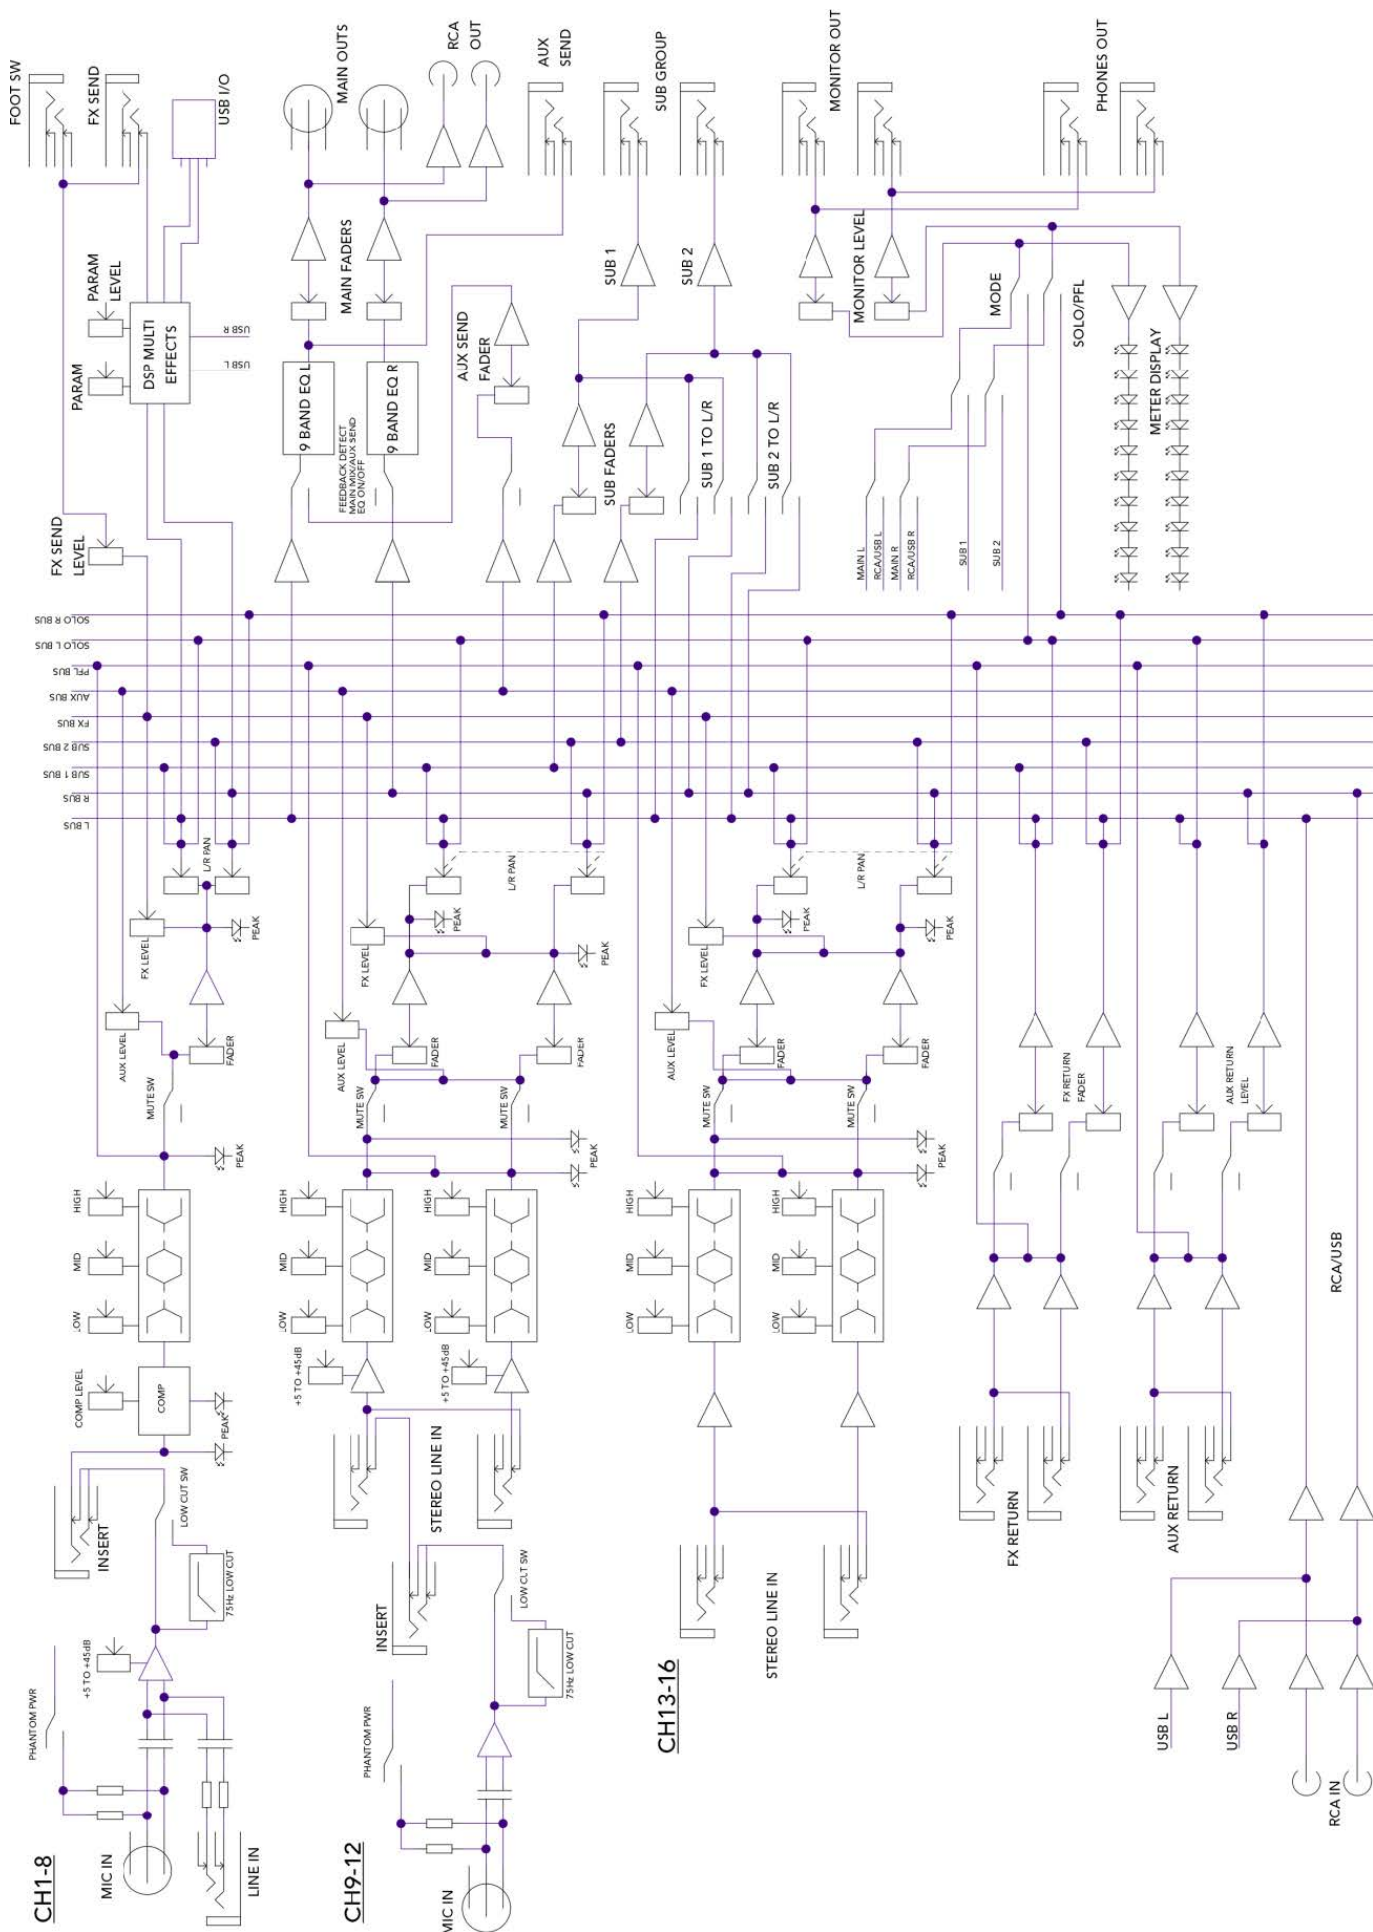 CH1-8
MIC IN
LINE IN
PHANTOM PWR
+5 TO +45dB
75Hz LOW CUT
LOW CUT SW
INSERT
PEAK
COMP LEVEL
COMP
LOW
MID
HIGH
PEAK
MUTE SW
AUX LEVEL
FADER
FX LEVEL
PEAK
L/R PAN
L BUS
R BUS
SUB 1 BUS
SUB 2 BUS
FX BUS
AUX BUS
PFL BUS
SOLO L BUS
SOLO R BUS
FX SEND
LEVEL
PARAM
PARAM
LEVEL
DSP MULTI
EFFECTS
USB L
USB R
FOOT SW
FX SEND
USB I/O
CH9-12
MIC IN
PHANTOM PWR
75Hz LOW CUT
LOW CUT SW
INSERT
STEREO LINE IN
+5 TO +45dB
+5 TO +45dB
LOW
MID
HIGH
LOW
MID
HIGH
PEAK
MUTE SW
MUTE SW
AUX LEVEL
FADER
FADER
FX LEVEL
PEAK
PEAK
L/R PAN
FEEDBACK DETECT
MAIN MIX/AUX SEND
EQ ON/OFF
9 BAND EQ L
9 BAND EQ R
MAIN FADERS
MAIN OUTS
RCA
OUT
AUX SEND
FADER
AUX
SEND
SUB FADERS
SUB 1
SUB 2
SUB GROUP
SUB 1 TO L/R
SUB 2 TO L/R
CH13-16
STEREO LINE IN
LOW
MID
HIGH
LOW
MID
HIGH
PEAK
MUTE SW
MUTE SW
AUX LEVEL
FADER
FADER
FX LEVEL
PEAK
PEAK
L/R PAN
MAIN L
RCA/USB L
MAIN R
RCA/USB R
SUB 1
SUB 2
MODE
SOLO/PFL
MONITOR LEVEL
MONITOR OUT
PHONES OUT
METER DISPLAY
FX RETURN
FX RETURN
FADER
AUX RETURN
AUX RETURN
LEVEL
USB L
USB R
RCA IN
RCA/USB